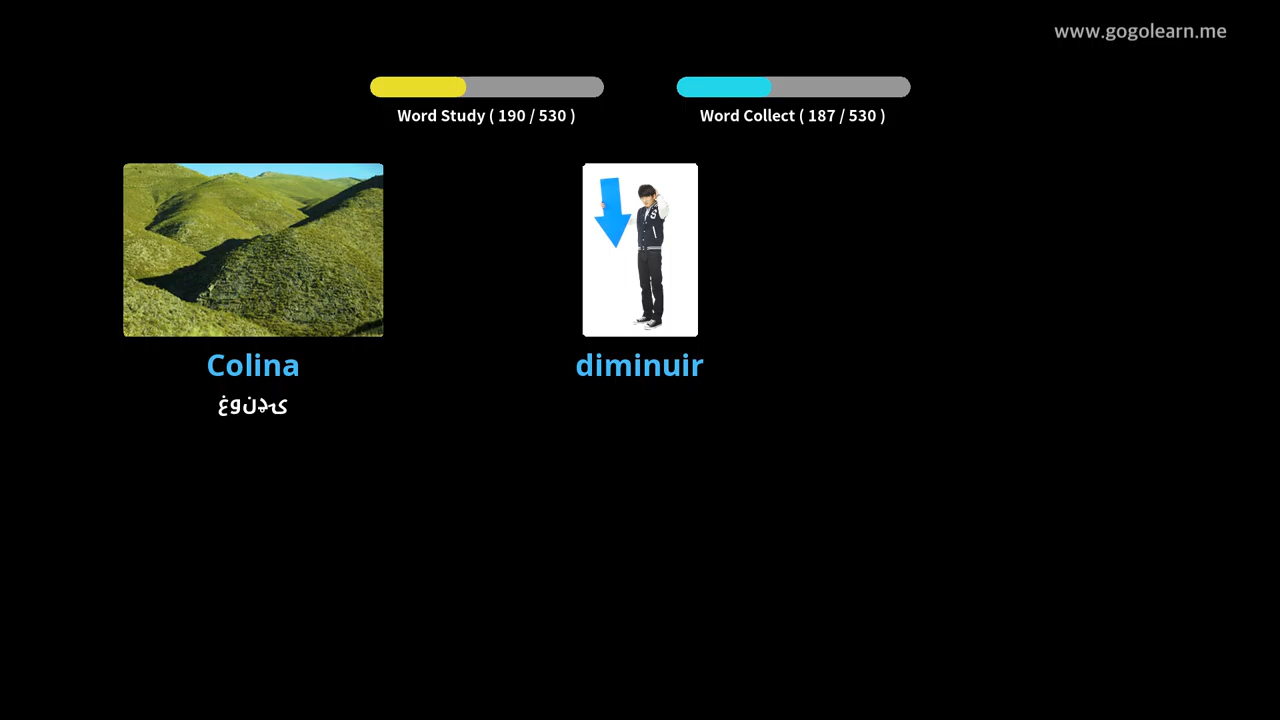 www.gogolearn.me
Word Study ( 190 / 530 )
Word Collect ( 187 / 530 )
S
Colina
diminuir
غونډۍ